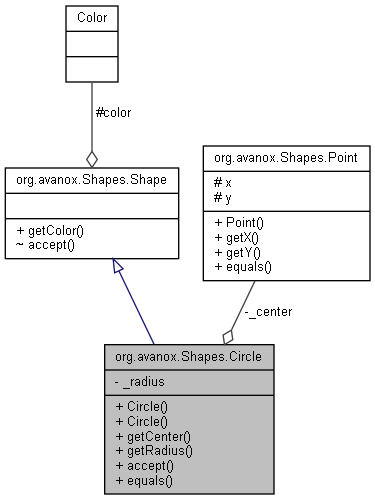 Color
#color
org.avanox.Shapes.Shape
+ getColor()
~ accept()
org.avanox.Shapes.Point
# x
# y
+ Point()
+ getX()
+ getY()
+ equals()
-_center
org.avanox.Shapes.Circle
- _radius
+ Circle()
+ Circle()
+ getCenter()
+ getRadius()
+ accept()
+ equals()